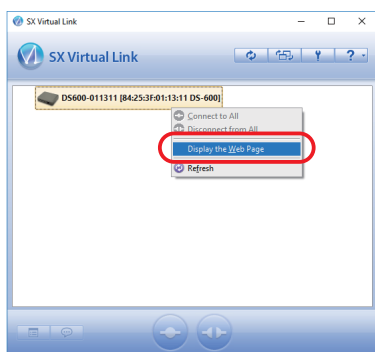 SX Virtual Link
SX Virtual Link
?
DS600-011311 [84:25:3F:01:13:11 DS-600]
Connect to All
Disconnect from All
Display the Web Page
Refresh